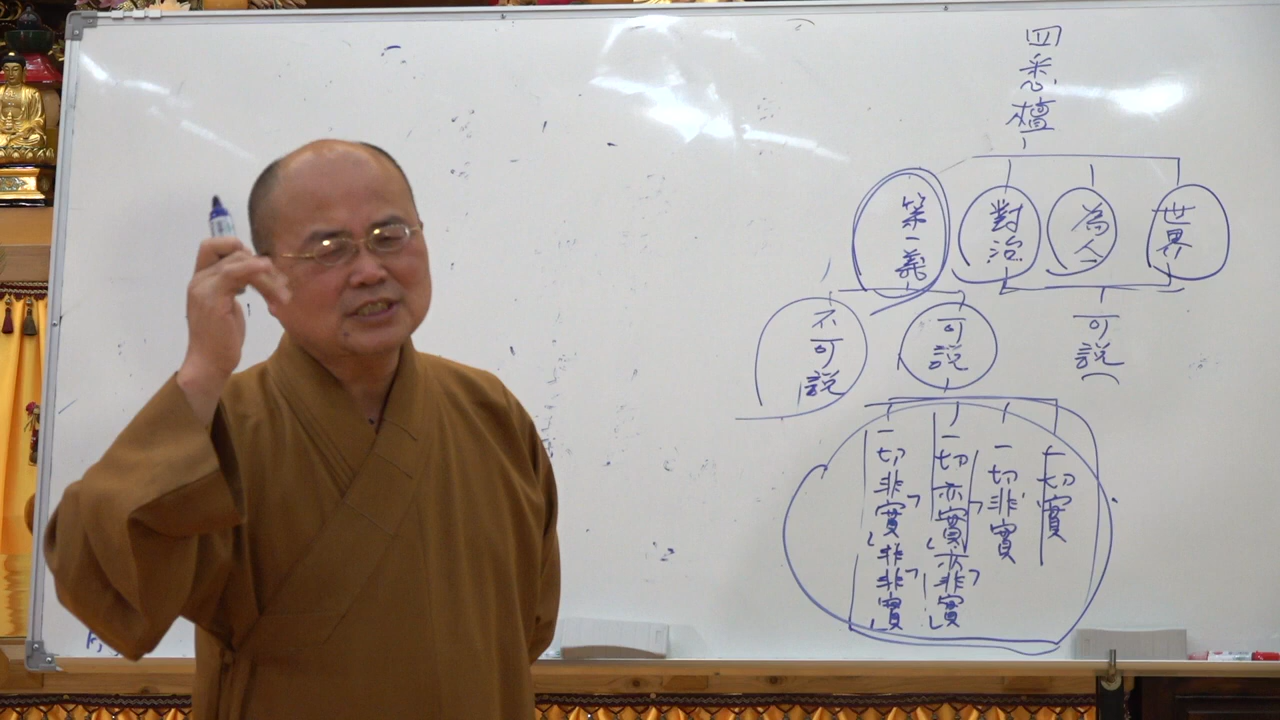 四悉檀
世界
為人
對治
第一義
可說
可說
不可說
一切實
一切非實
一切亦「實」亦「非實」
一切非「實」非「非實」